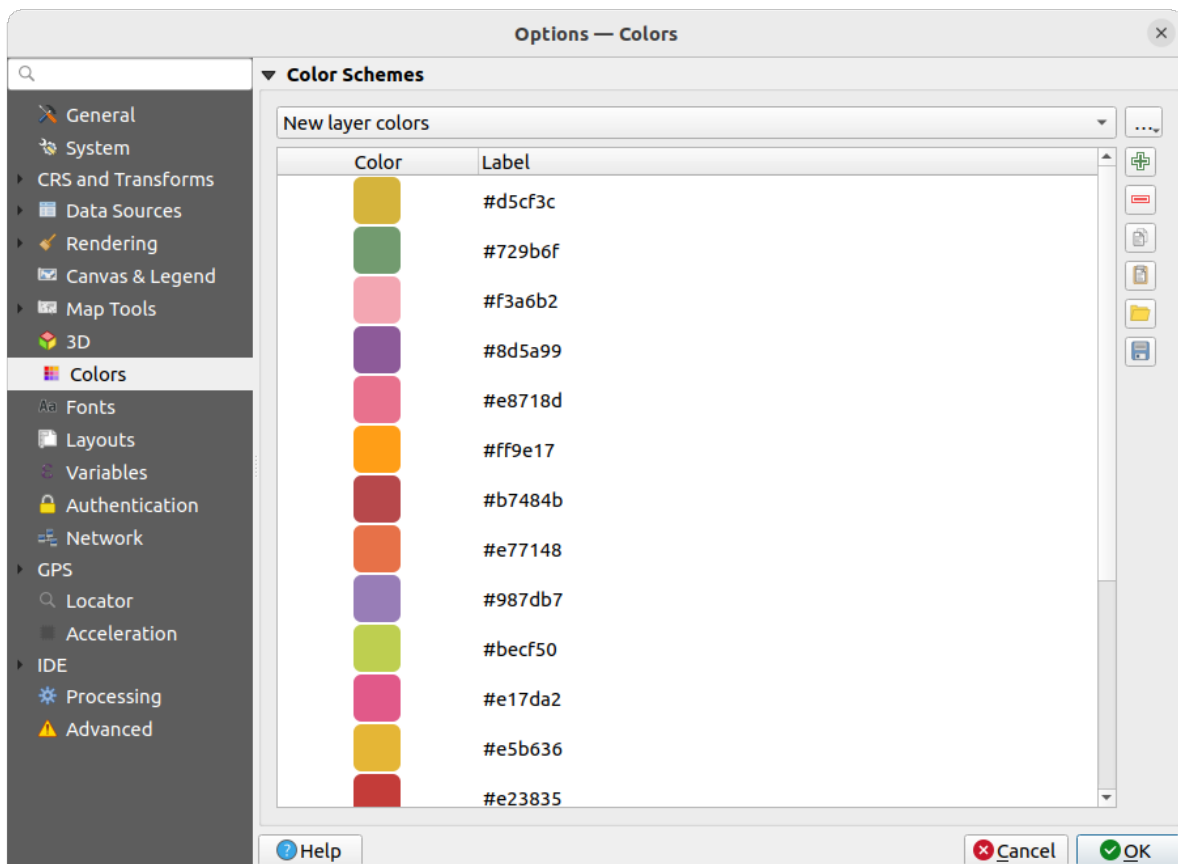 Options — Colors
General
System
CRS and Transforms
Data Sources
Rendering
Canvas & Legend
Map Tools
3D
Colors
Aa Fonts
Layouts
Variables
Authentication
Network
GPS
Locator
Acceleration
IDE
Processing
Advanced
Color Schemes
New layer colors
...
Color Label
#d5cf3c
#729b6f
#f3a6b2
#8d5a99
#e8718d
#ff9e17
#b7484b
#e77148
#987db7
#becf50
#e17da2
#e5b636
#e23835
Help
Cancel
OK